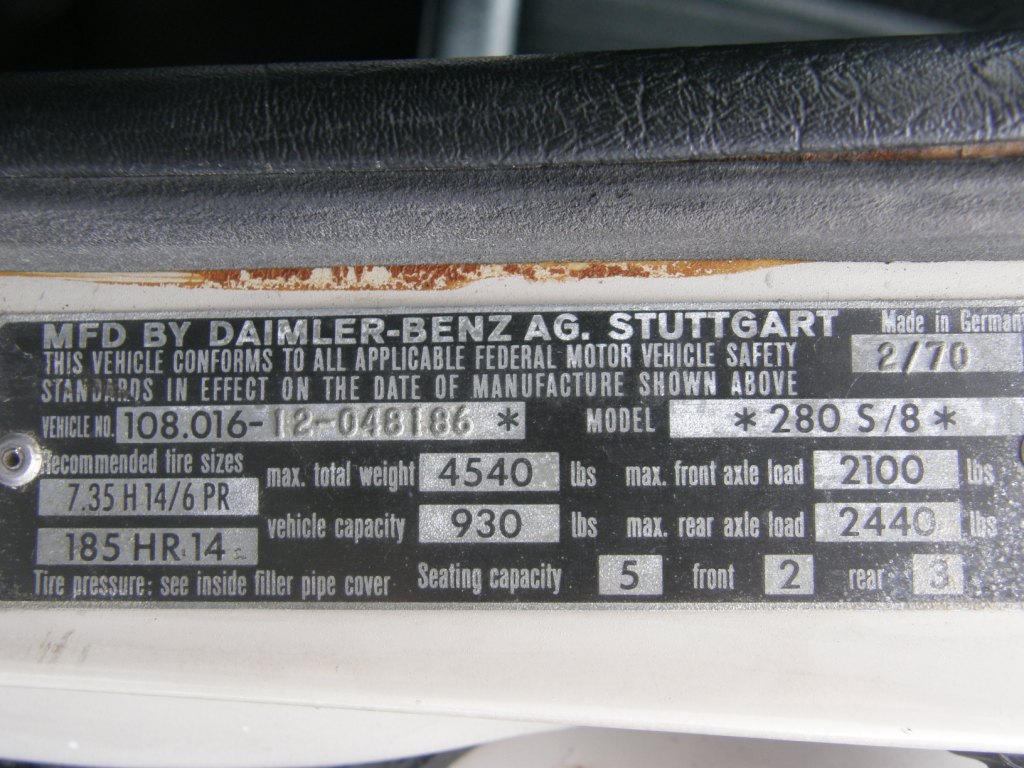 MFD BY DAIMLER-BENZ AG. STUTTGART Made in Germany
THIS VEHICLE CONFORMS TO ALL APPLICABLE FEDERAL MOTOR VEHICLE SAFETY 2/70
STANDARDS IN EFFECT ON THE DATE OF MANUFACTURE SHOWN ABOVE
VEHICLE NO. 108.016-12-048186 * MODEL * 280 S/8 *
Recommended tire sizes max. total weight 4540 lbs max. front axle load 2100 lbs
7.35 H 14/6 PR
185 HR 14 vehicle capacity 930 lbs max. rear axle load 2440 lbs
Tire pressure: see inside filler pipe cover Seating capacity 5 front 2 rear 3